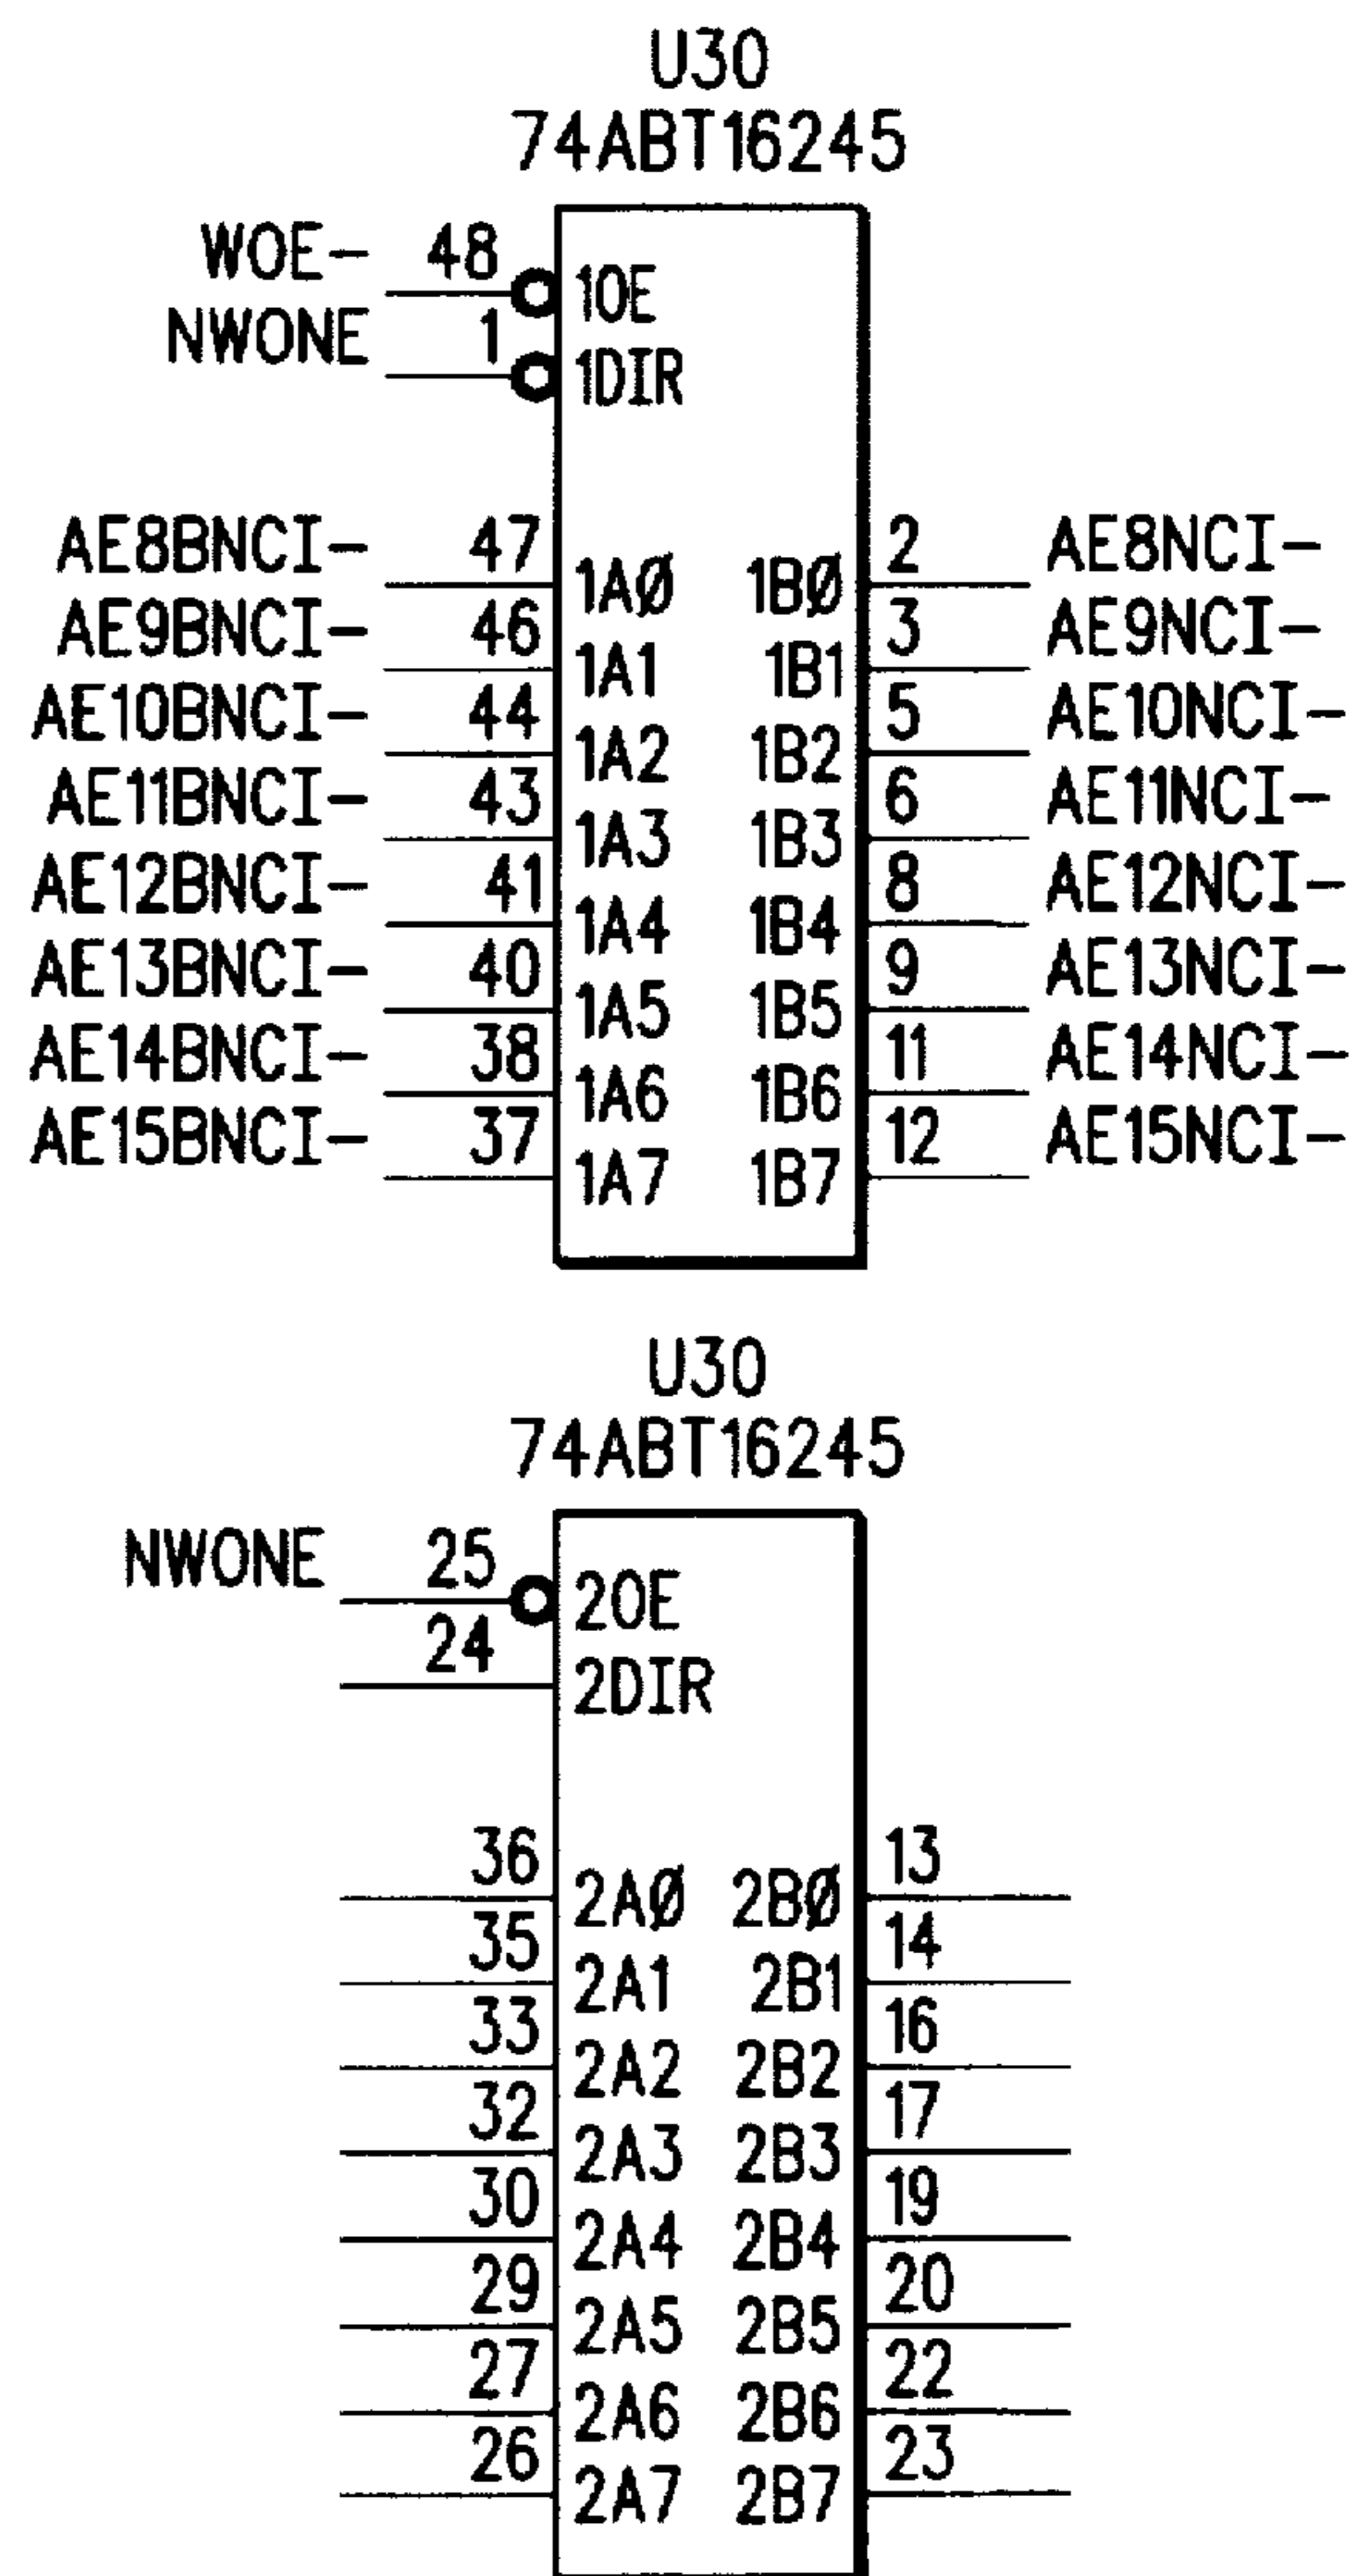 U30
74ABT16245
WOE- 48 1OE
NWONE 1 1DIR
AE8BNCI- 47 1AØ 1BØ 2 AE8NCI-
AE9BNCI- 46 1A1 1B1 3 AE9NCI-
AE10BNCI- 44 1A2 1B2 5 AE10NCI-
AE11BNCI- 43 1A3 1B3 6 AE11NCI-
AE12BNCI- 41 1A4 1B4 8 AE12NCI-
AE13BNCI- 40 1A5 1B5 9 AE13NCI-
AE14BNCI- 38 1A6 1B6 11 AE14NCI-
AE15BNCI- 37 1A7 1B7 12 AE15NCI-
U30
74ABT16245
NWONE 25 2OE
24 2DIR
36 2AØ 2BØ 13
35 2A1 2B1 14
33 2A2 2B2 16
32 2A3 2B3 17
30 2A4 2B4 19
29 2A5 2B5 20
27 2A6 2B6 22
26 2A7 2B7 23